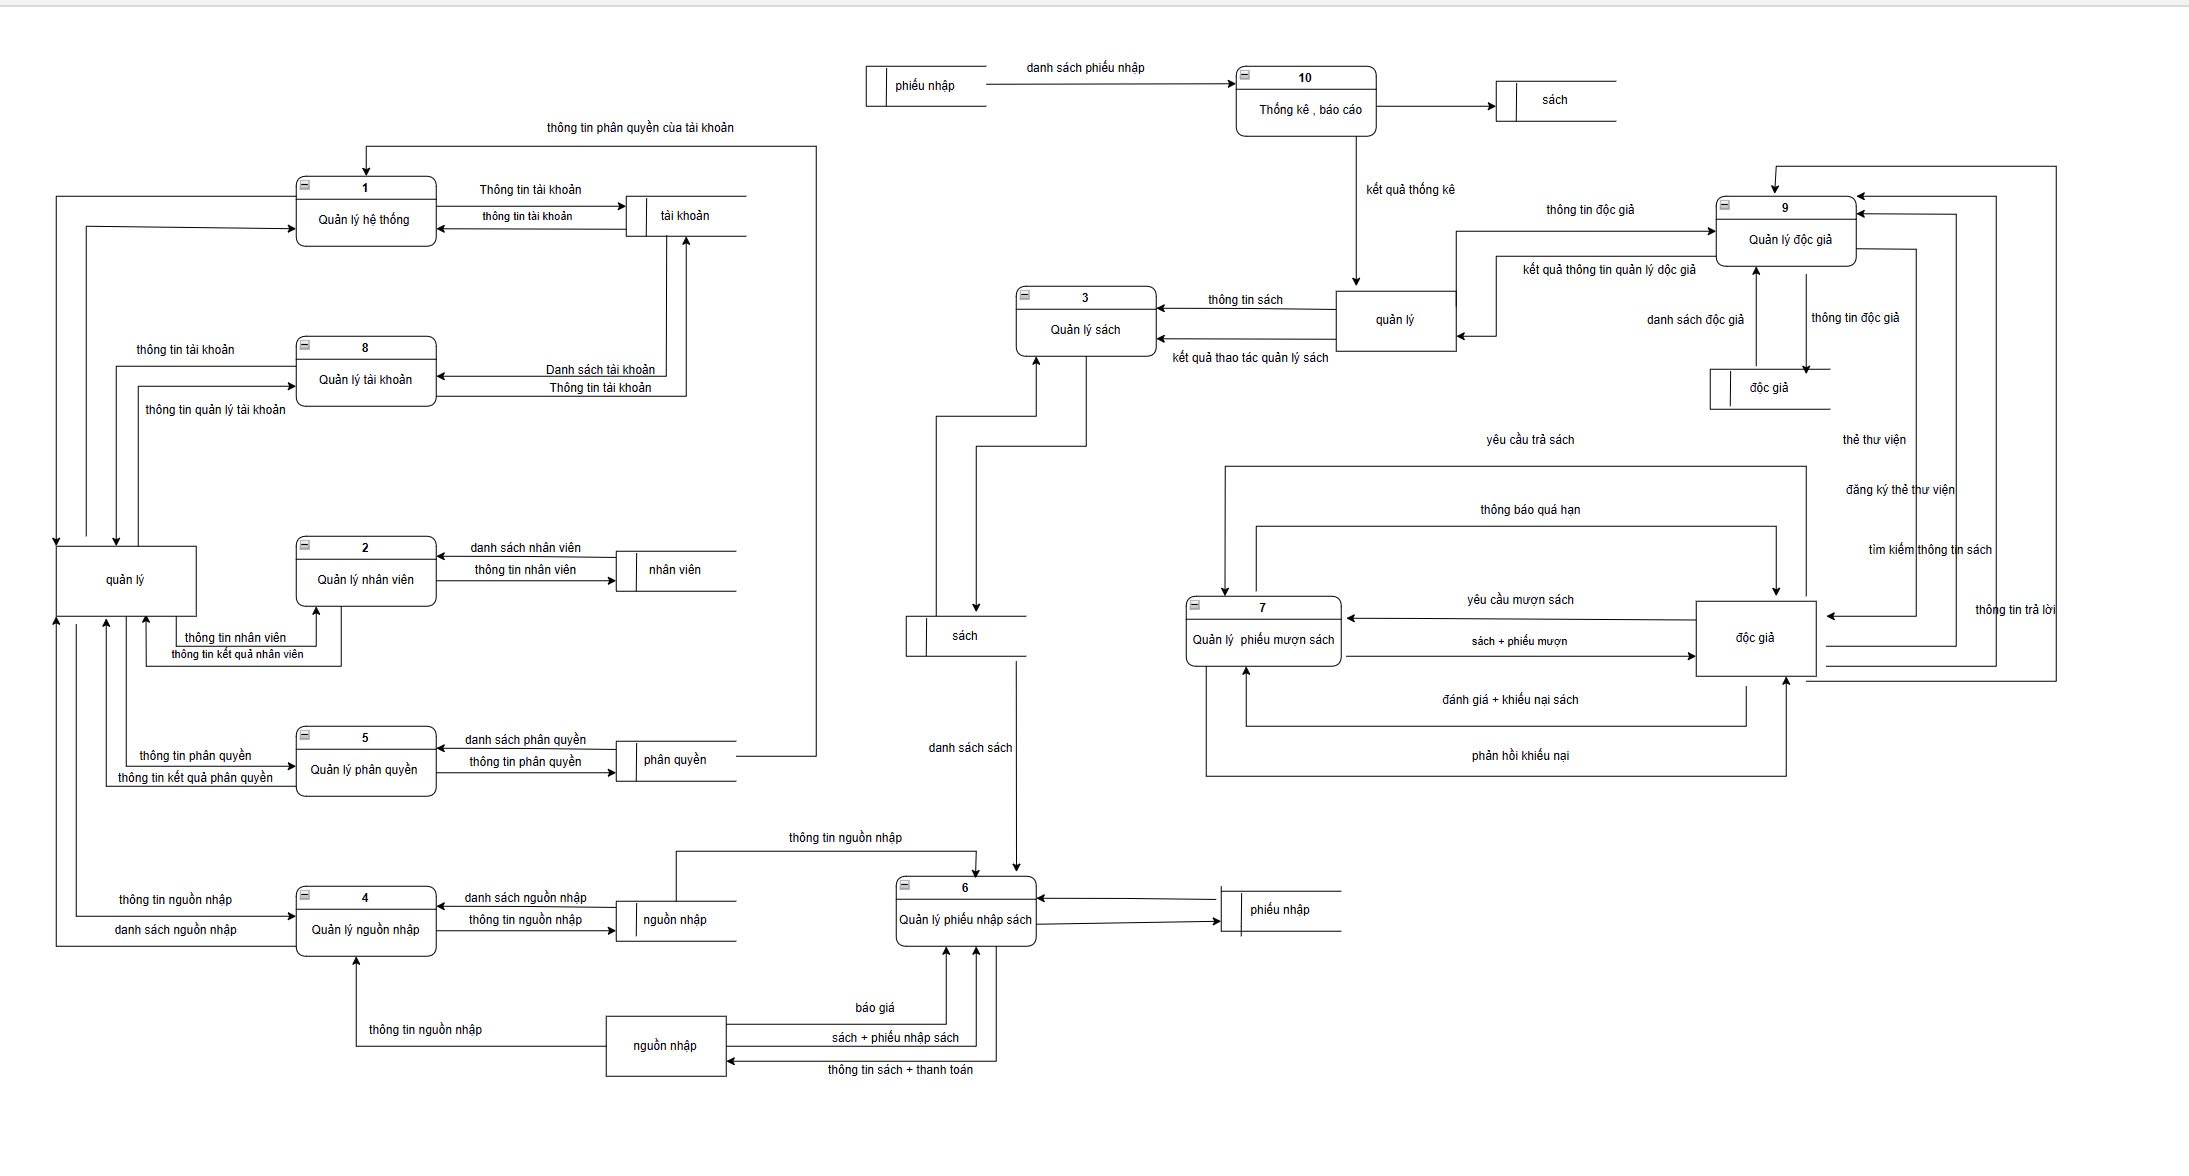 phiếu nhập
danh sách phiếu nhập
10
Thống kê , báo cáo
sách
thông tin phân quyền cùa tài khoản
kết quả thống kê
1
Quản lý hệ thống
Thông tin tài khoản
thông tin tài khoản
tài khoản
thông tin độc giả
9
Quản lý độc giả
kết quả thông tin quản lý dộc giả
3
Quản lý sách
thông tin sách
quản lý
kết quả thao tác quản lý sách
danh sách độc giả
thông tin độc giả
độc giả
thông tin tài khoản
8
Quản lý tài khoản
Danh sách tài khoản
Thông tin tài khoản
thông tin quản lý tài khoản
yêu cầu trả sách
thẻ thư viện
đăng ký thẻ thư viện
thông báo quá hạn
tìm kiếm thông tin sách
thông tin trả lời
quản lý
2
Quản lý nhân viên
danh sách nhân viên
thông tin nhân viên
nhân viên
thông tin nhân viên
thông tin kết quả nhân viên
sách
7
Quản lý phiếu mượn sách
yêu cầu mượn sách
sách + phiếu mượn
độc giả
đánh giá + khiếu nại sách
phản hồi khiếu nại
5
Quản lý phân quyền
danh sách phân quyền
thông tin phân quyền
phân quyền
thông tin phân quyền
thông tin kết quả phân quyền
danh sách sách
thông tin nguồn nhập
4
Quản lý nguồn nhập
thông tin nguồn nhập
danh sách nguồn nhập
danh sách nguồn nhập
thông tin nguồn nhập
nguồn nhập
6
Quản lý phiếu nhập sách
phiếu nhập
báo giá
thông tin nguồn nhập
nguồn nhập
sách + phiếu nhập sách
thông tin sách + thanh toán